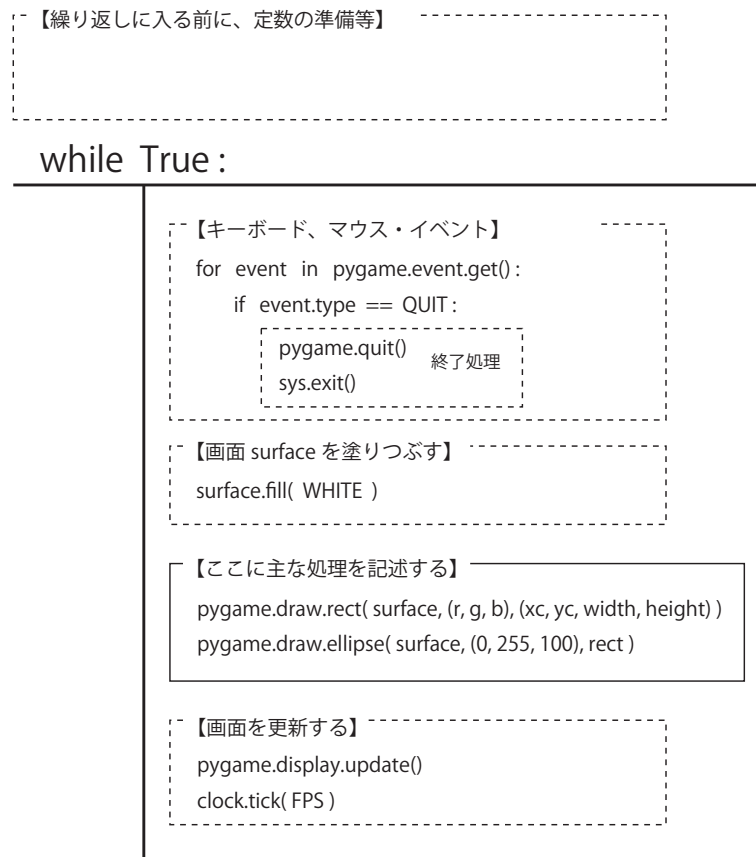 【繰り返しに入る前に、定数の準備等】
while True :
【キーボード、マウス・イベント】
for event in pygame.event.get() :
if event.type == QUIT :
pygame.quit()
終了処理
sys.exit()
【画面 surface を塗りつぶす】
surface.fill( WHITE )
【ここに主な処理を記述する】
pygame.draw.rect( surface, (r, g, b), (xc, yc, width, height) )
pygame.draw.ellipse( surface, (0, 255, 100), rect )
【画面を更新する】
pygame.display.update()
clock.tick( FPS )